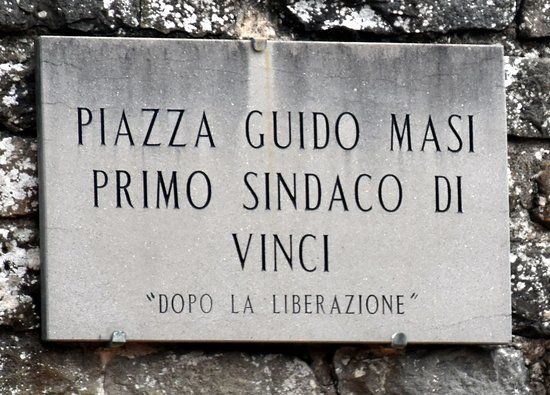 PIAZZA GUIDO MASI
PRIMO SINDACO DI
VINCI
"DOPO LA LIBERAZIONE"